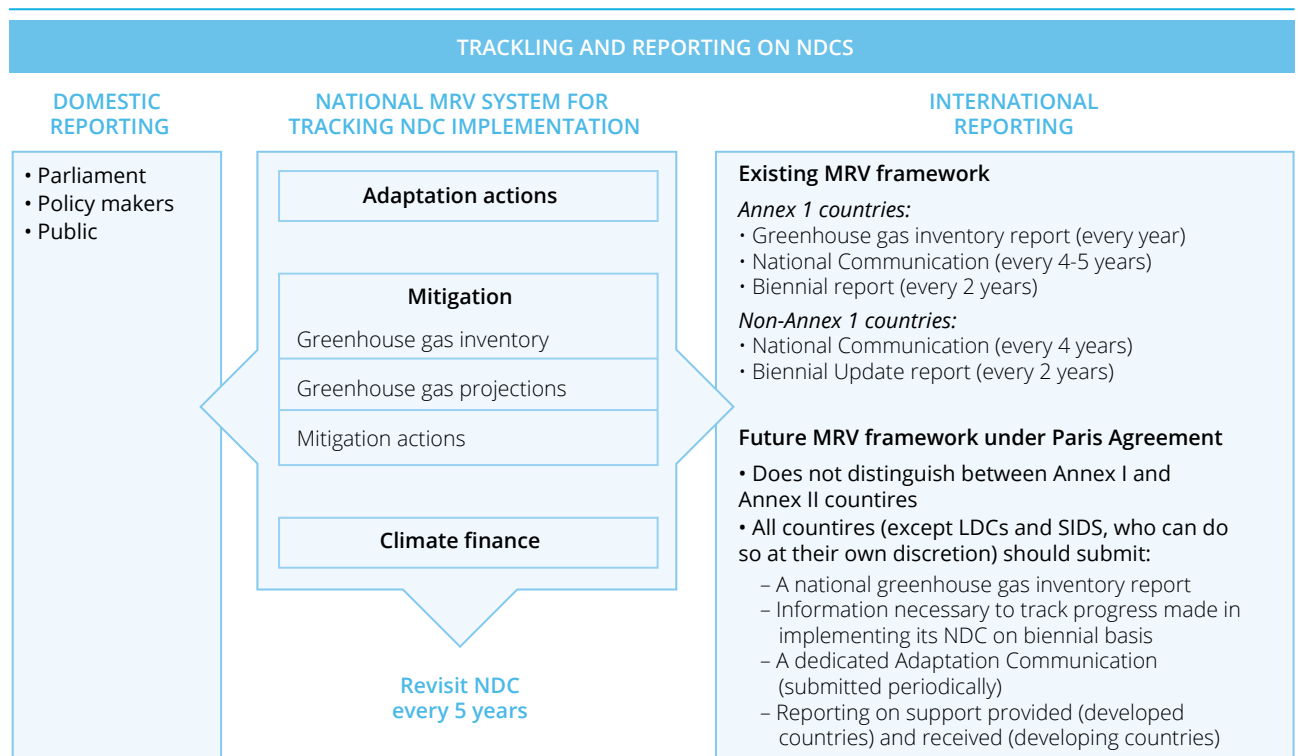 TRACKLING AND REPORTING ON NDCS
DOMESTIC
REPORTING
• Parliament
• Policy makers
• Public
NATIONAL MRV SYSTEM FOR
TRACKING NDC IMPLEMENTATION
Adaptation actions
Mitigation
Greenhouse gas inventory
Greenhouse gas projections
Mitigation actions
Climate finance
Revisit NDC
every 5 years
INTERNATIONAL
REPORTING
Existing MRV framework
Annex 1 countries:
• Greenhouse gas inventory report (every year)
• National Communication (every 4-5 years)
• Biennial report (every 2 years)
Non-Annex 1 countries:
• National Communication (every 4 years)
• Biennial Update report (every 2 years)
Future MRV framework under Paris Agreement
• Does not distinguish between Annex I and
Annex II countires
• All countires (except LDCs and SIDS, who can do
so at their own discretion) should submit:
– A national greenhouse gas inventory report
– Information necessary to track progress made in
implementing its NDC on biennial basis
– A dedicated Adaptation Communication
(submitted periodically)
– Reporting on support provided (developed
countries) and received (developing countries)